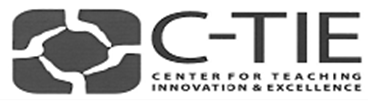 C-TIE
CENTER FOR TEACHING
INNOVATION & EXCELLENCE